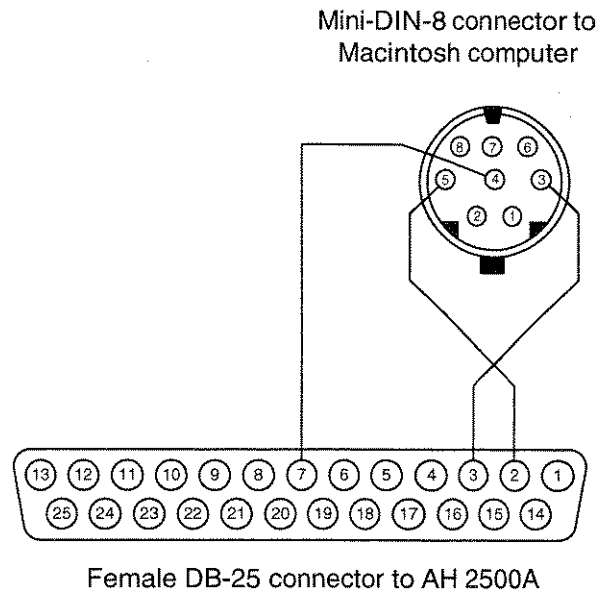 Mini-DIN-8 connector to
Macintosh computer
8 7 6
5 4 3
2 1
13 12 11 10 9 8 7 6 5 4 3 2 1
25 24 23 22 21 20 19 18 17 16 15 14
Female DB-25 connector to AH 2500A